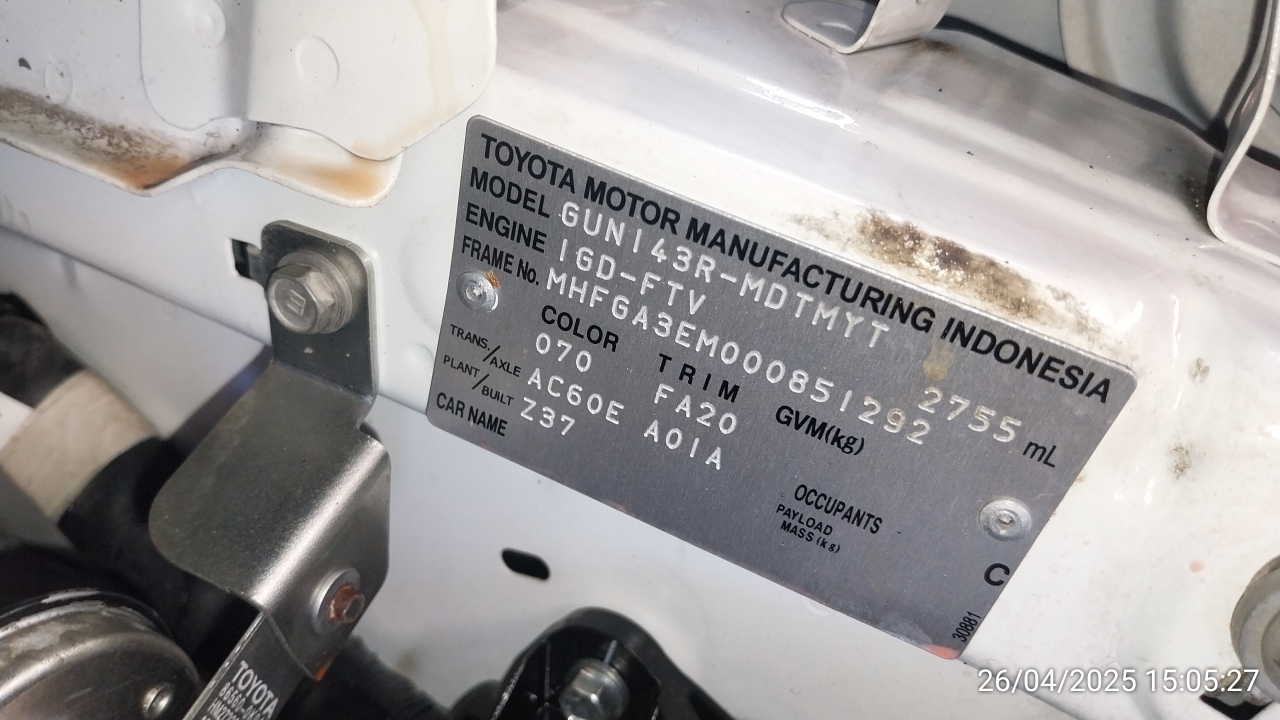 TOYOTA MOTOR MANUFACTURING INDONESIA
MODEL GUN143R-MDTMYT
ENGINE 1GD-FTV 2755 mL
FRAME No. MHFGA3EM000851292
COLOR TRIM GVM(kg)
070 FA20
TRANS./AXLE AC60E A01A
PLANT/BUILT Z37
CAR NAME
OCCUPANTS
PAYLOAD
MASS (kg)
C
30881
TOYOTA
26/04/2025 15:05:27